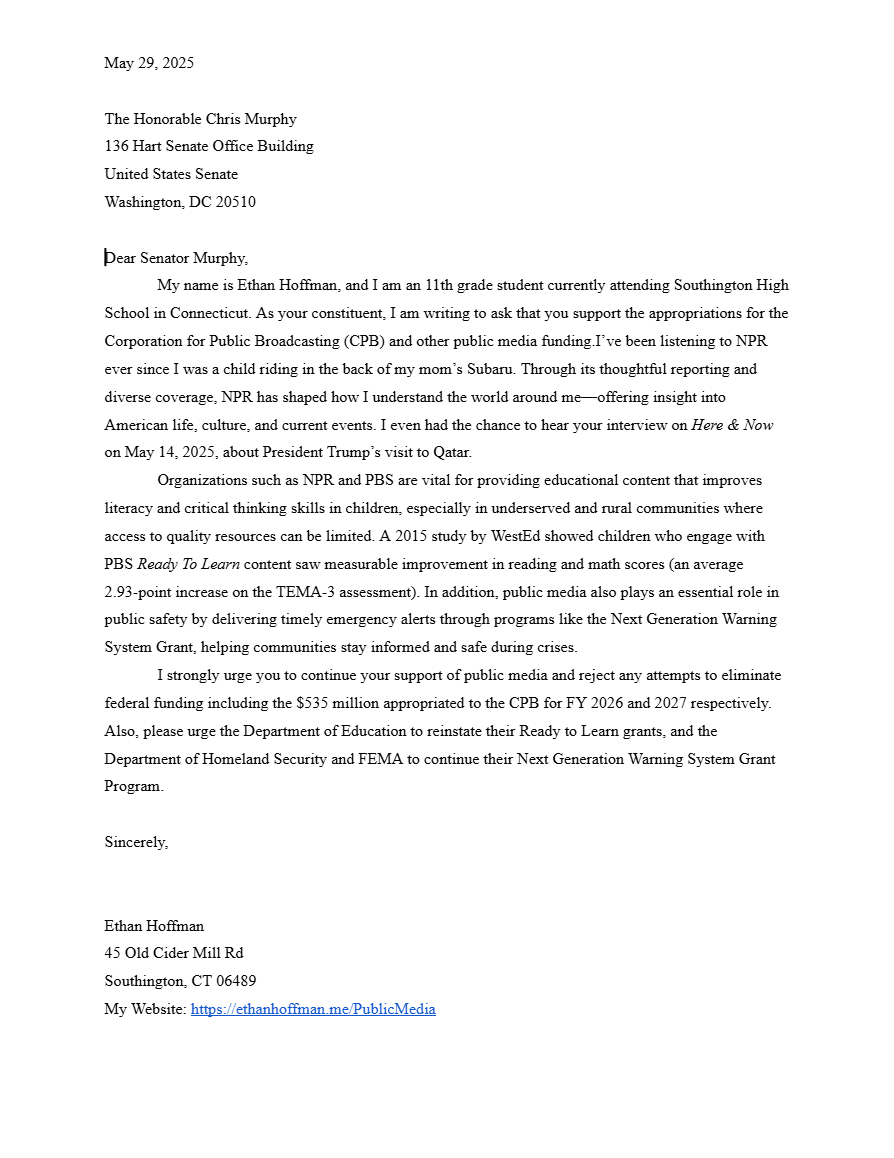 May 29, 2025
The Honorable Chris Murphy
136 Hart Senate Office Building
United States Senate
Washington, DC 20510
Dear Senator Murphy,
My name is Ethan Hoffman, and I am an 11th grade student currently attending Southington High
School in Connecticut. As your constituent, I am writing to ask that you support the appropriations for the
Corporation for Public Broadcasting (CPB) and other public media funding.I’ve been listening to NPR
ever since I was a child riding in the back of my mom’s Subaru. Through its thoughtful reporting and
diverse coverage, NPR has shaped how I understand the world around me—offering insight into
American life, culture, and current events. I even had the chance to hear your interview on Here & Now
on May 14, 2025, about President Trump’s visit to Qatar.
Organizations such as NPR and PBS are vital for providing educational content that improves
literacy and critical thinking skills in children, especially in underserved and rural communities where
access to quality resources can be limited. A 2015 study by WestEd showed children who engage with
PBS Ready To Learn content saw measurable improvement in reading and math scores (an average
2.93-point increase on the TEMA-3 assessment). In addition, public media also plays an essential role in
public safety by delivering timely emergency alerts through programs like the Next Generation Warning
System Grant, helping communities stay informed and safe during crises.
I strongly urge you to continue your support of public media and reject any attempts to eliminate
federal funding including the $535 million appropriated to the CPB for FY 2026 and 2027 respectively.
Also, please urge the Department of Education to reinstate their Ready to Learn grants, and the
Department of Homeland Security and FEMA to continue their Next Generation Warning System Grant
Program.
Sincerely,
Ethan Hoffman
45 Old Cider Mill Rd
Southington, CT 06489
My Website: https://ethanhoffman.me/PublicMedia